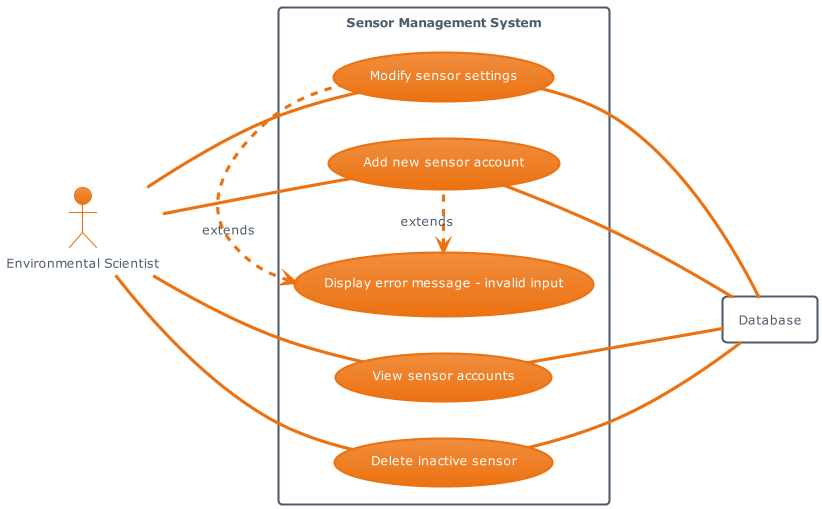 Sensor Management System
Modify sensor settings
Add new sensor account
extends
extends
Environmental Scientist
Display error message - invalid input
Database
View sensor accounts
Delete inactive sensor